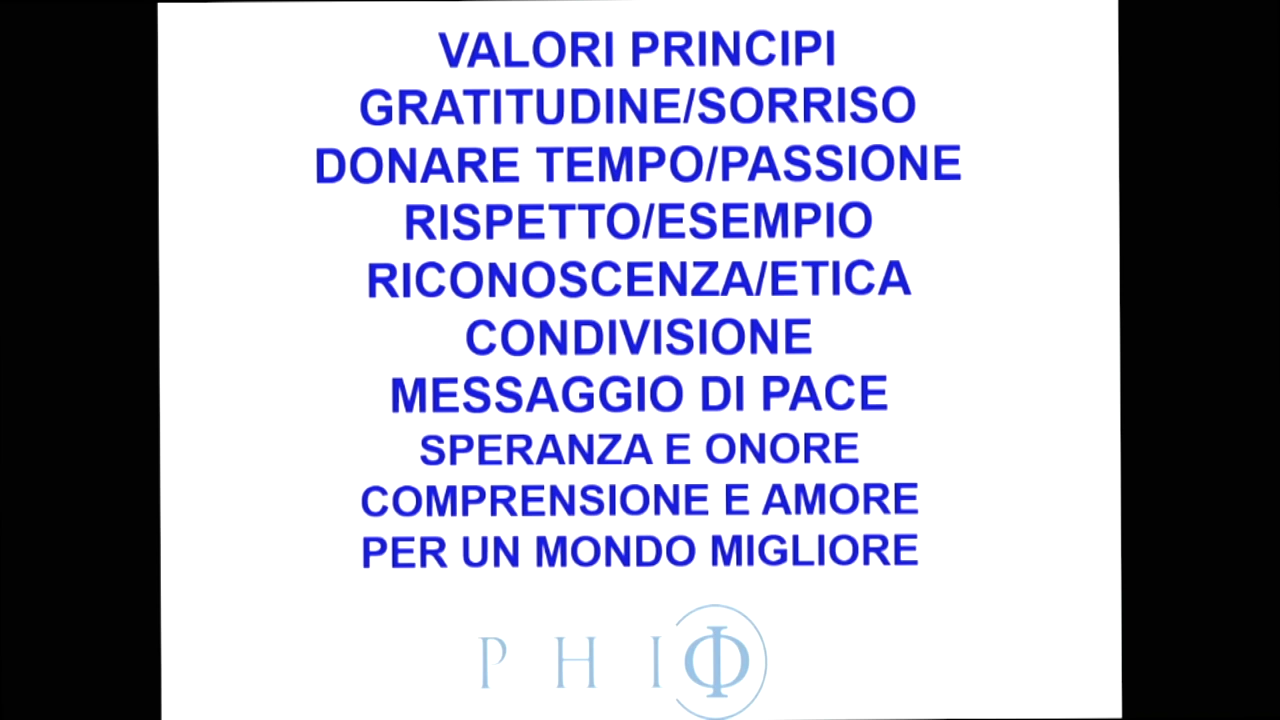 VALORI PRINCIPI
GRATITUDINE/SORRISO
DONARE TEMPO/PASSIONE
RISPETTO/ESEMPIO
RICONOSCENZA/ETICA
CONDIVISIONE
MESSAGGIO DI PACE
SPERANZA E ONORE
COMPRENSIONE E AMORE
PER UN MONDO MIGLIORE
PHI Φ